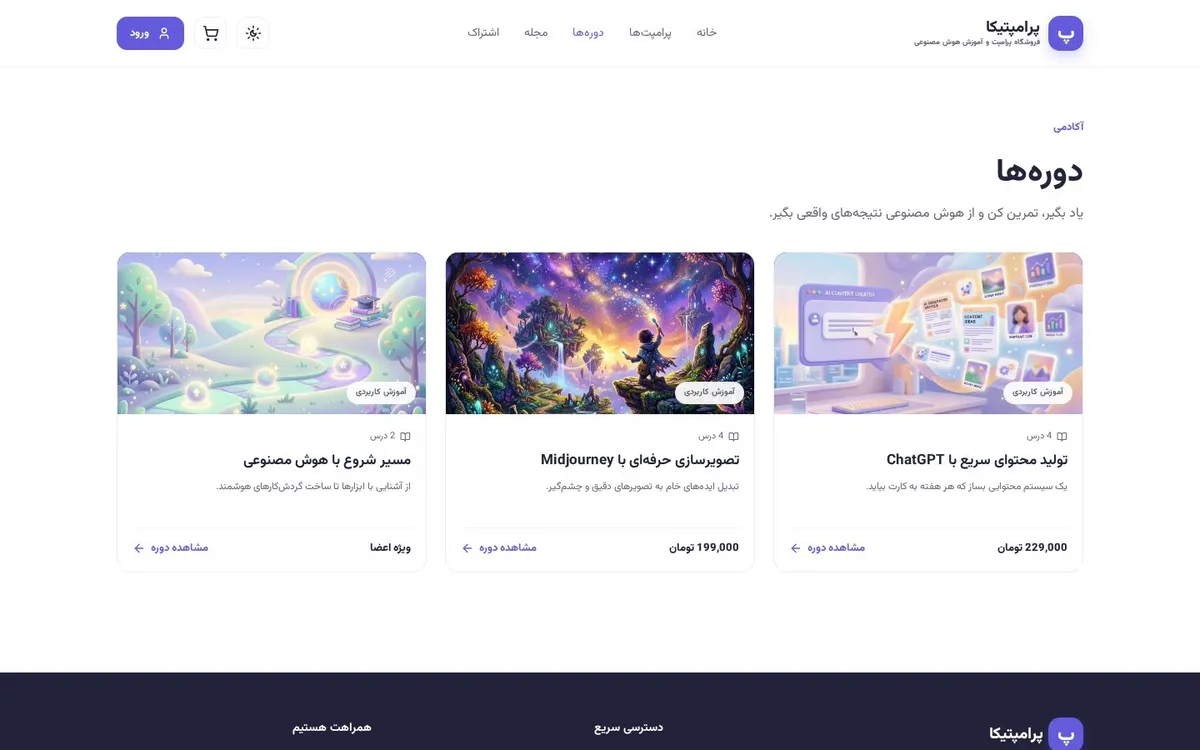 پ
پرامپتیکا
فروشگاه پرامپت و آموزش هوش مصنوعی
خانه
پرامپت‌ها
دوره‌ها
مجله
اشتراک
ورود
آکادمی
دوره‌ها
یاد بگیر، تمرین کن و از هوش مصنوعی نتیجه‌های واقعی بگیر.
AI CONTENT CREATOR
CONTENT IDEAS
آموزش کاربردی
4 درس
تولید محتوای سریع با ChatGPT
یک سیستم محتوایی بساز که هر هفته به کارت بیاید.
229,000 تومان
مشاهده دوره
آموزش کاربردی
4 درس
تصویرسازی حرفه‌ای با Midjourney
تبدیل ایده‌های خام به تصویرهای دقیق و چشم‌گیر.
199,000 تومان
مشاهده دوره
آموزش کاربردی
2 درس
مسیر شروع با هوش مصنوعی
از آشنایی با ابزارها تا ساخت گردش‌کارهای هوشمند.
ویژه اعضا
مشاهده دوره
پ
پرامپتیکا
دسترسی سریع
همراهت هستیم